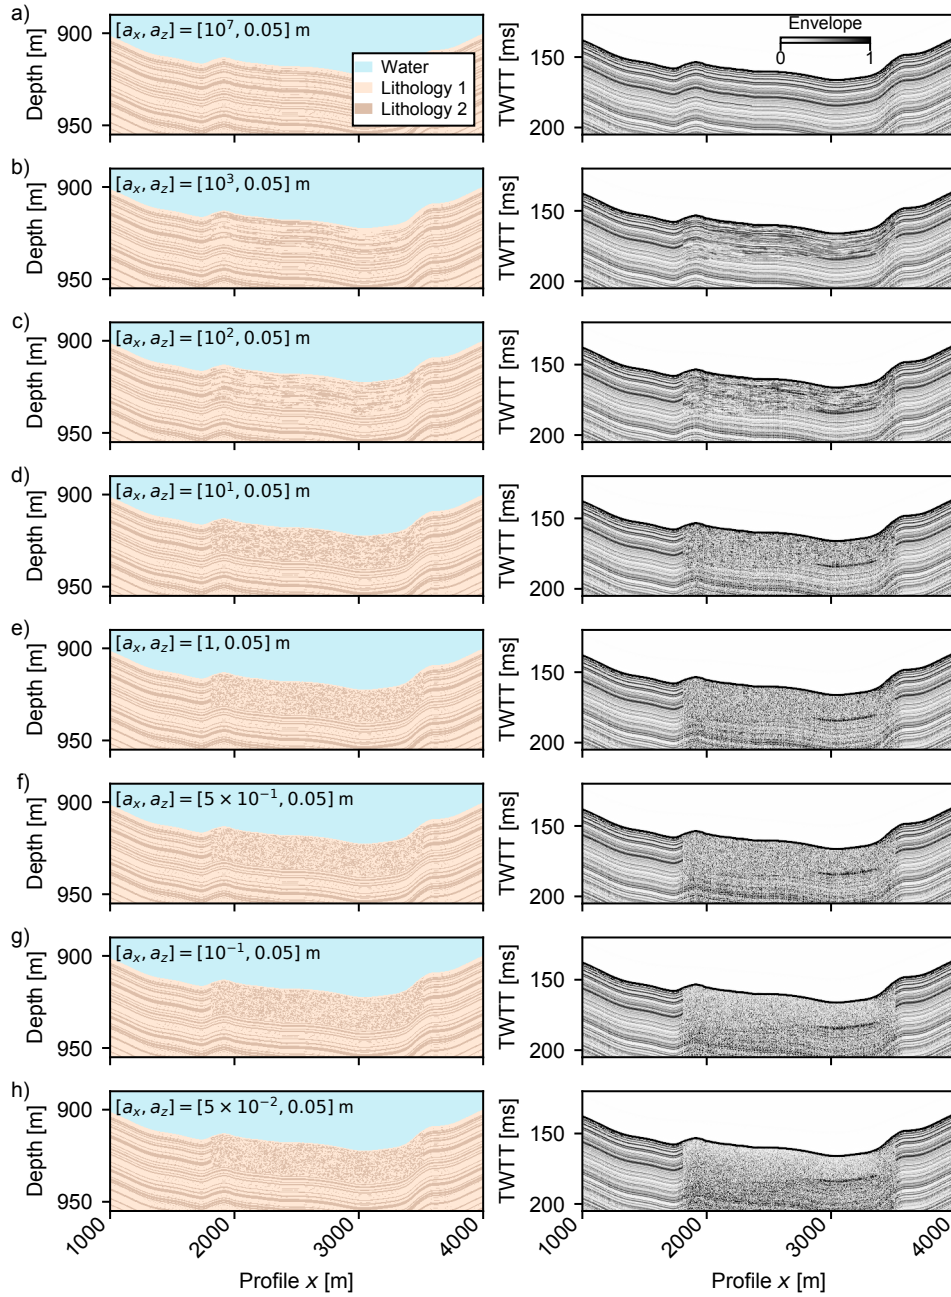 a)
[a_x, a_z] = [10^7, 0.05] m
Water
Lithology 1
Lithology 2
900
950
Depth [m]
Envelope
0 1
150
200
TWTT [ms]
b)
[a_x, a_z] = [10^3, 0.05] m
900
950
Depth [m]
150
200
TWTT [ms]
c)
[a_x, a_z] = [10^2, 0.05] m
900
950
Depth [m]
150
200
TWTT [ms]
d)
[a_x, a_z] = [10^1, 0.05] m
900
950
Depth [m]
150
200
TWTT [ms]
e)
[a_x, a_z] = [1, 0.05] m
900
950
Depth [m]
150
200
TWTT [ms]
f)
[a_x, a_z] = [5 × 10^−1, 0.05] m
900
950
Depth [m]
150
200
TWTT [ms]
g)
[a_x, a_z] = [10^−1, 0.05] m
900
950
Depth [m]
150
200
TWTT [ms]
h)
[a_x, a_z] = [5 × 10^−2, 0.05] m
900
950
Depth [m]
150
200
TWTT [ms]
1000 2000 3000 4000
Profile x [m]
1000 2000 3000 4000
Profile x [m]